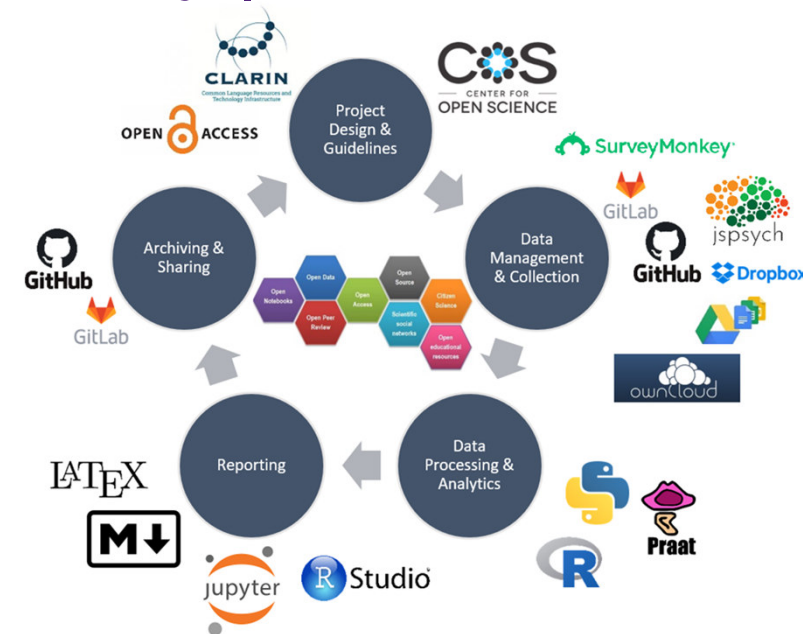 CLARIN
Common Language Resources and
Technology Infrastructure
OPEN ACCESS
Project
Design &
Guidelines
COS
CENTER FOR
OPEN SCIENCE
SurveyMonkey
GitLab
jspsych
GitHub
Dropbox
ownCloud
Data
Management
& Collection
Archiving &
Sharing
GitHub
GitLab
Open
Notebooks
Open Data
Open Peer
Review
Open
Access
Open
Source
Scientific
social
networks
Citizen
Science
Open
educational
resources
Reporting
Data
Processing &
Analytics
LATEX
M
jupyter
R Studio
Praat
R